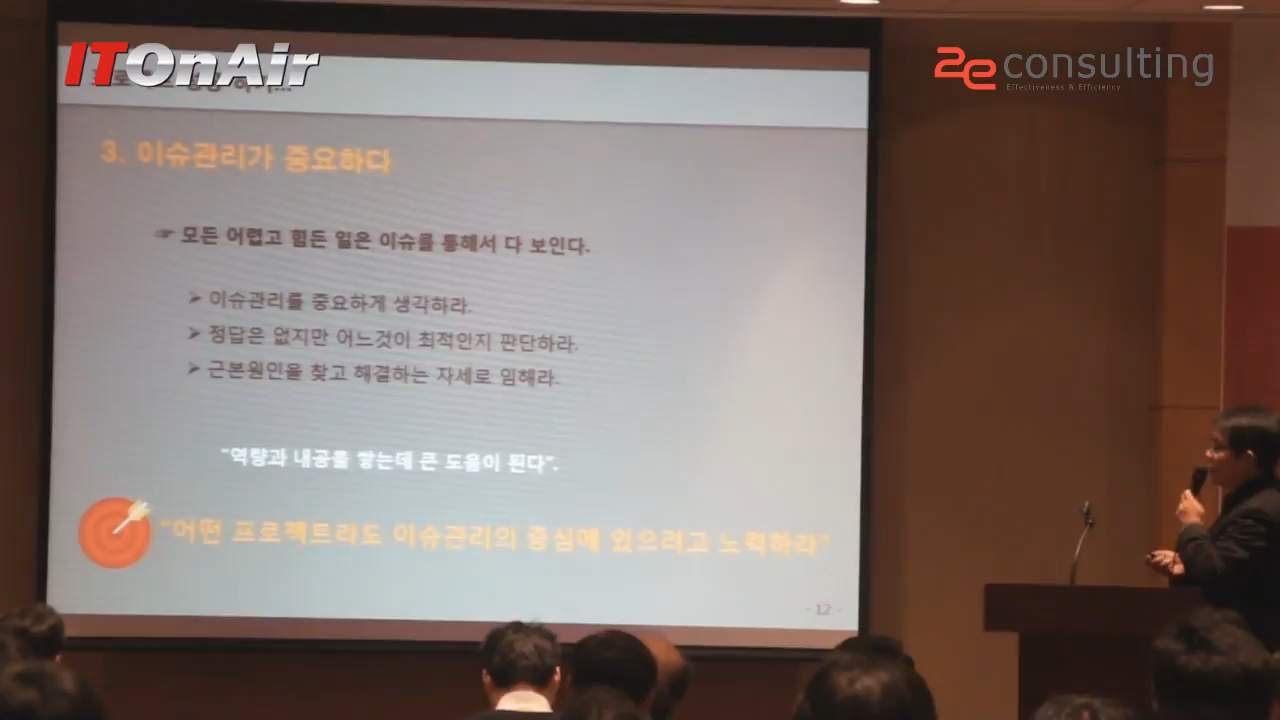 ITOnAir
2e consulting
Effectiveness & Efficiency
3. 이슈관리가 중요하다
☞ 모든 어렵고 힘든 일은 이슈를 통해서 다 보인다.
➢ 이슈관리를 중요하게 생각하라.
➢ 정답은 없지만 어느것이 최적인지 판단하라.
➢ 근본원인을 찾고 해결하는 자세로 임해라.
"역량과 내공을 쌓는데 큰 도움이 된다".
"어떤 프로젝트라도 이슈관리의 중심에 있으려고 노력하라"
- 12 -